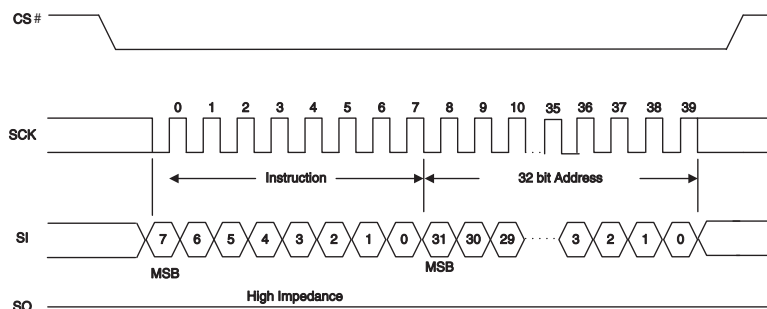 CS#
0 1 2 3 4 5 6 7 8 9 10 35 36 37 38 39
SCK
Instruction 32 bit Address
SI 7 6 5 4 3 2 1 0 31 30 29 3 2 1 0
MSB MSB
High Impedance
SO